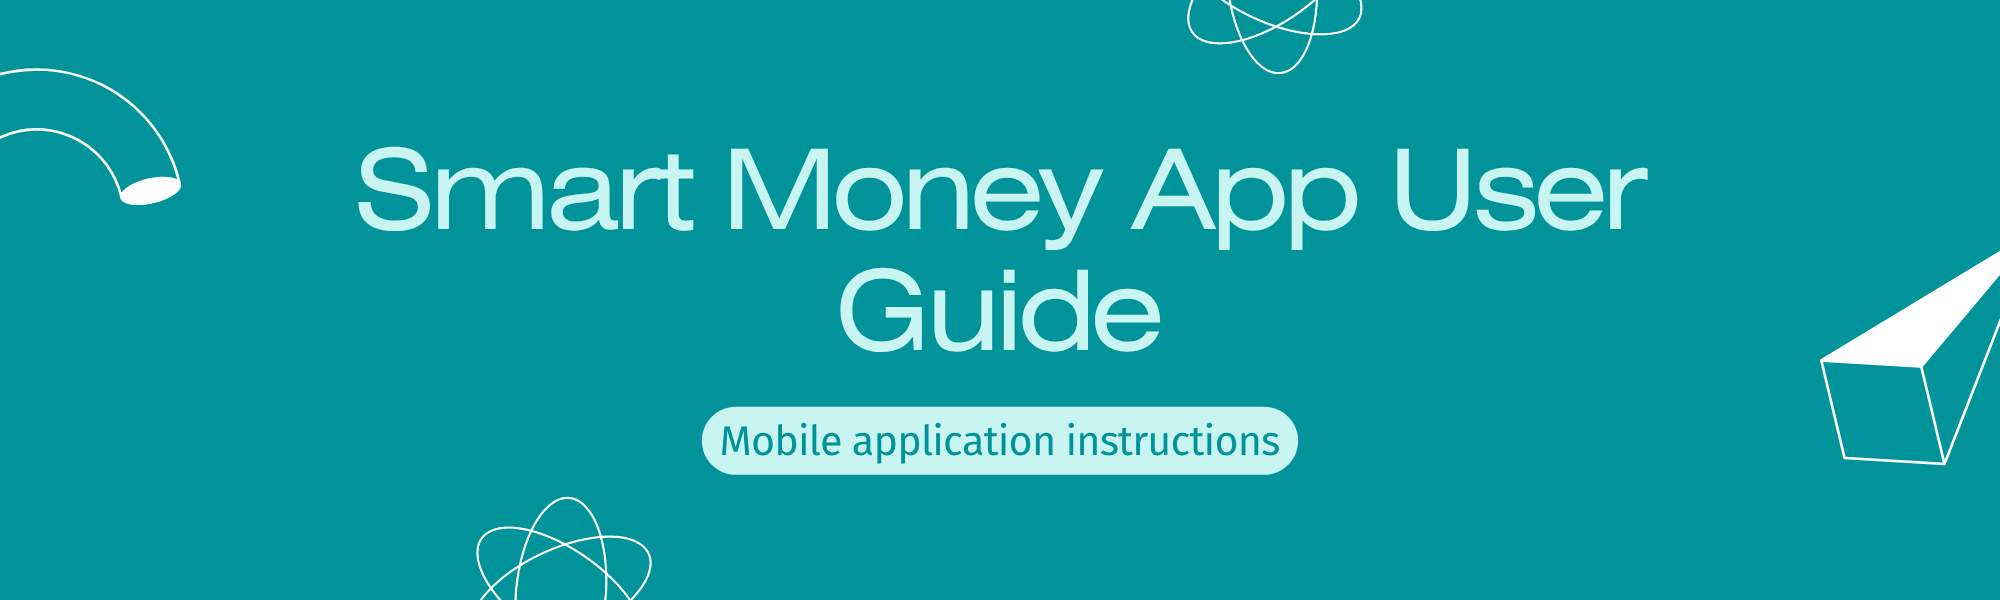 Smart Money App User
Guide
Mobile application instructions